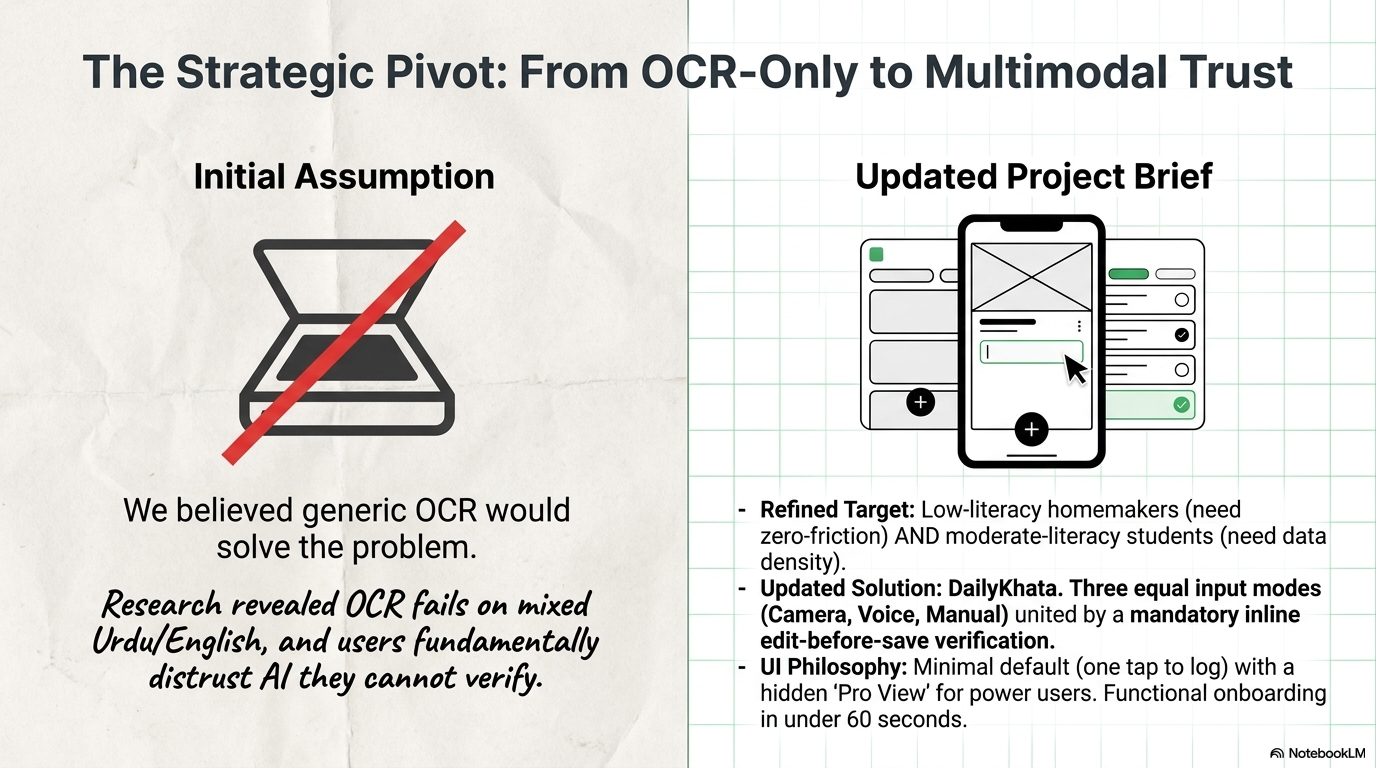 The Strategic Pivot: From OCR-Only to Multimodal Trust
Initial Assumption
We believed generic OCR would
solve the problem.
Research revealed OCR fails on mixed
Urdu/English, and users fundamentally
distrust AI they cannot verify.
Updated Project Brief
- Refined Target: Low-literacy homemakers (need
zero-friction) AND moderate-literacy students (need data
density).
- Updated Solution: DailyKhata. Three equal input modes
(Camera, Voice, Manual) united by a mandatory inline
edit-before-save verification.
- UI Philosophy: Minimal default (one tap to log) with a
hidden ‘Pro View’ for power users. Functional onboarding
in under 60 seconds.
NotebookLM